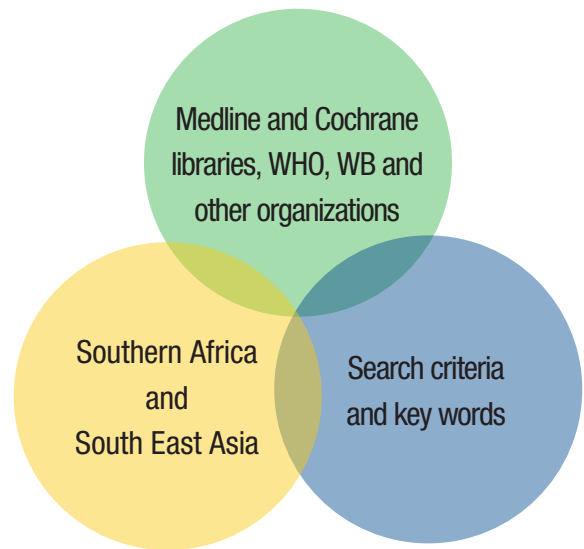 Medline and Cochrane
libraries, WHO, WB and
other organizations
Southern Africa
and
South East Asia
Search criteria
and key words